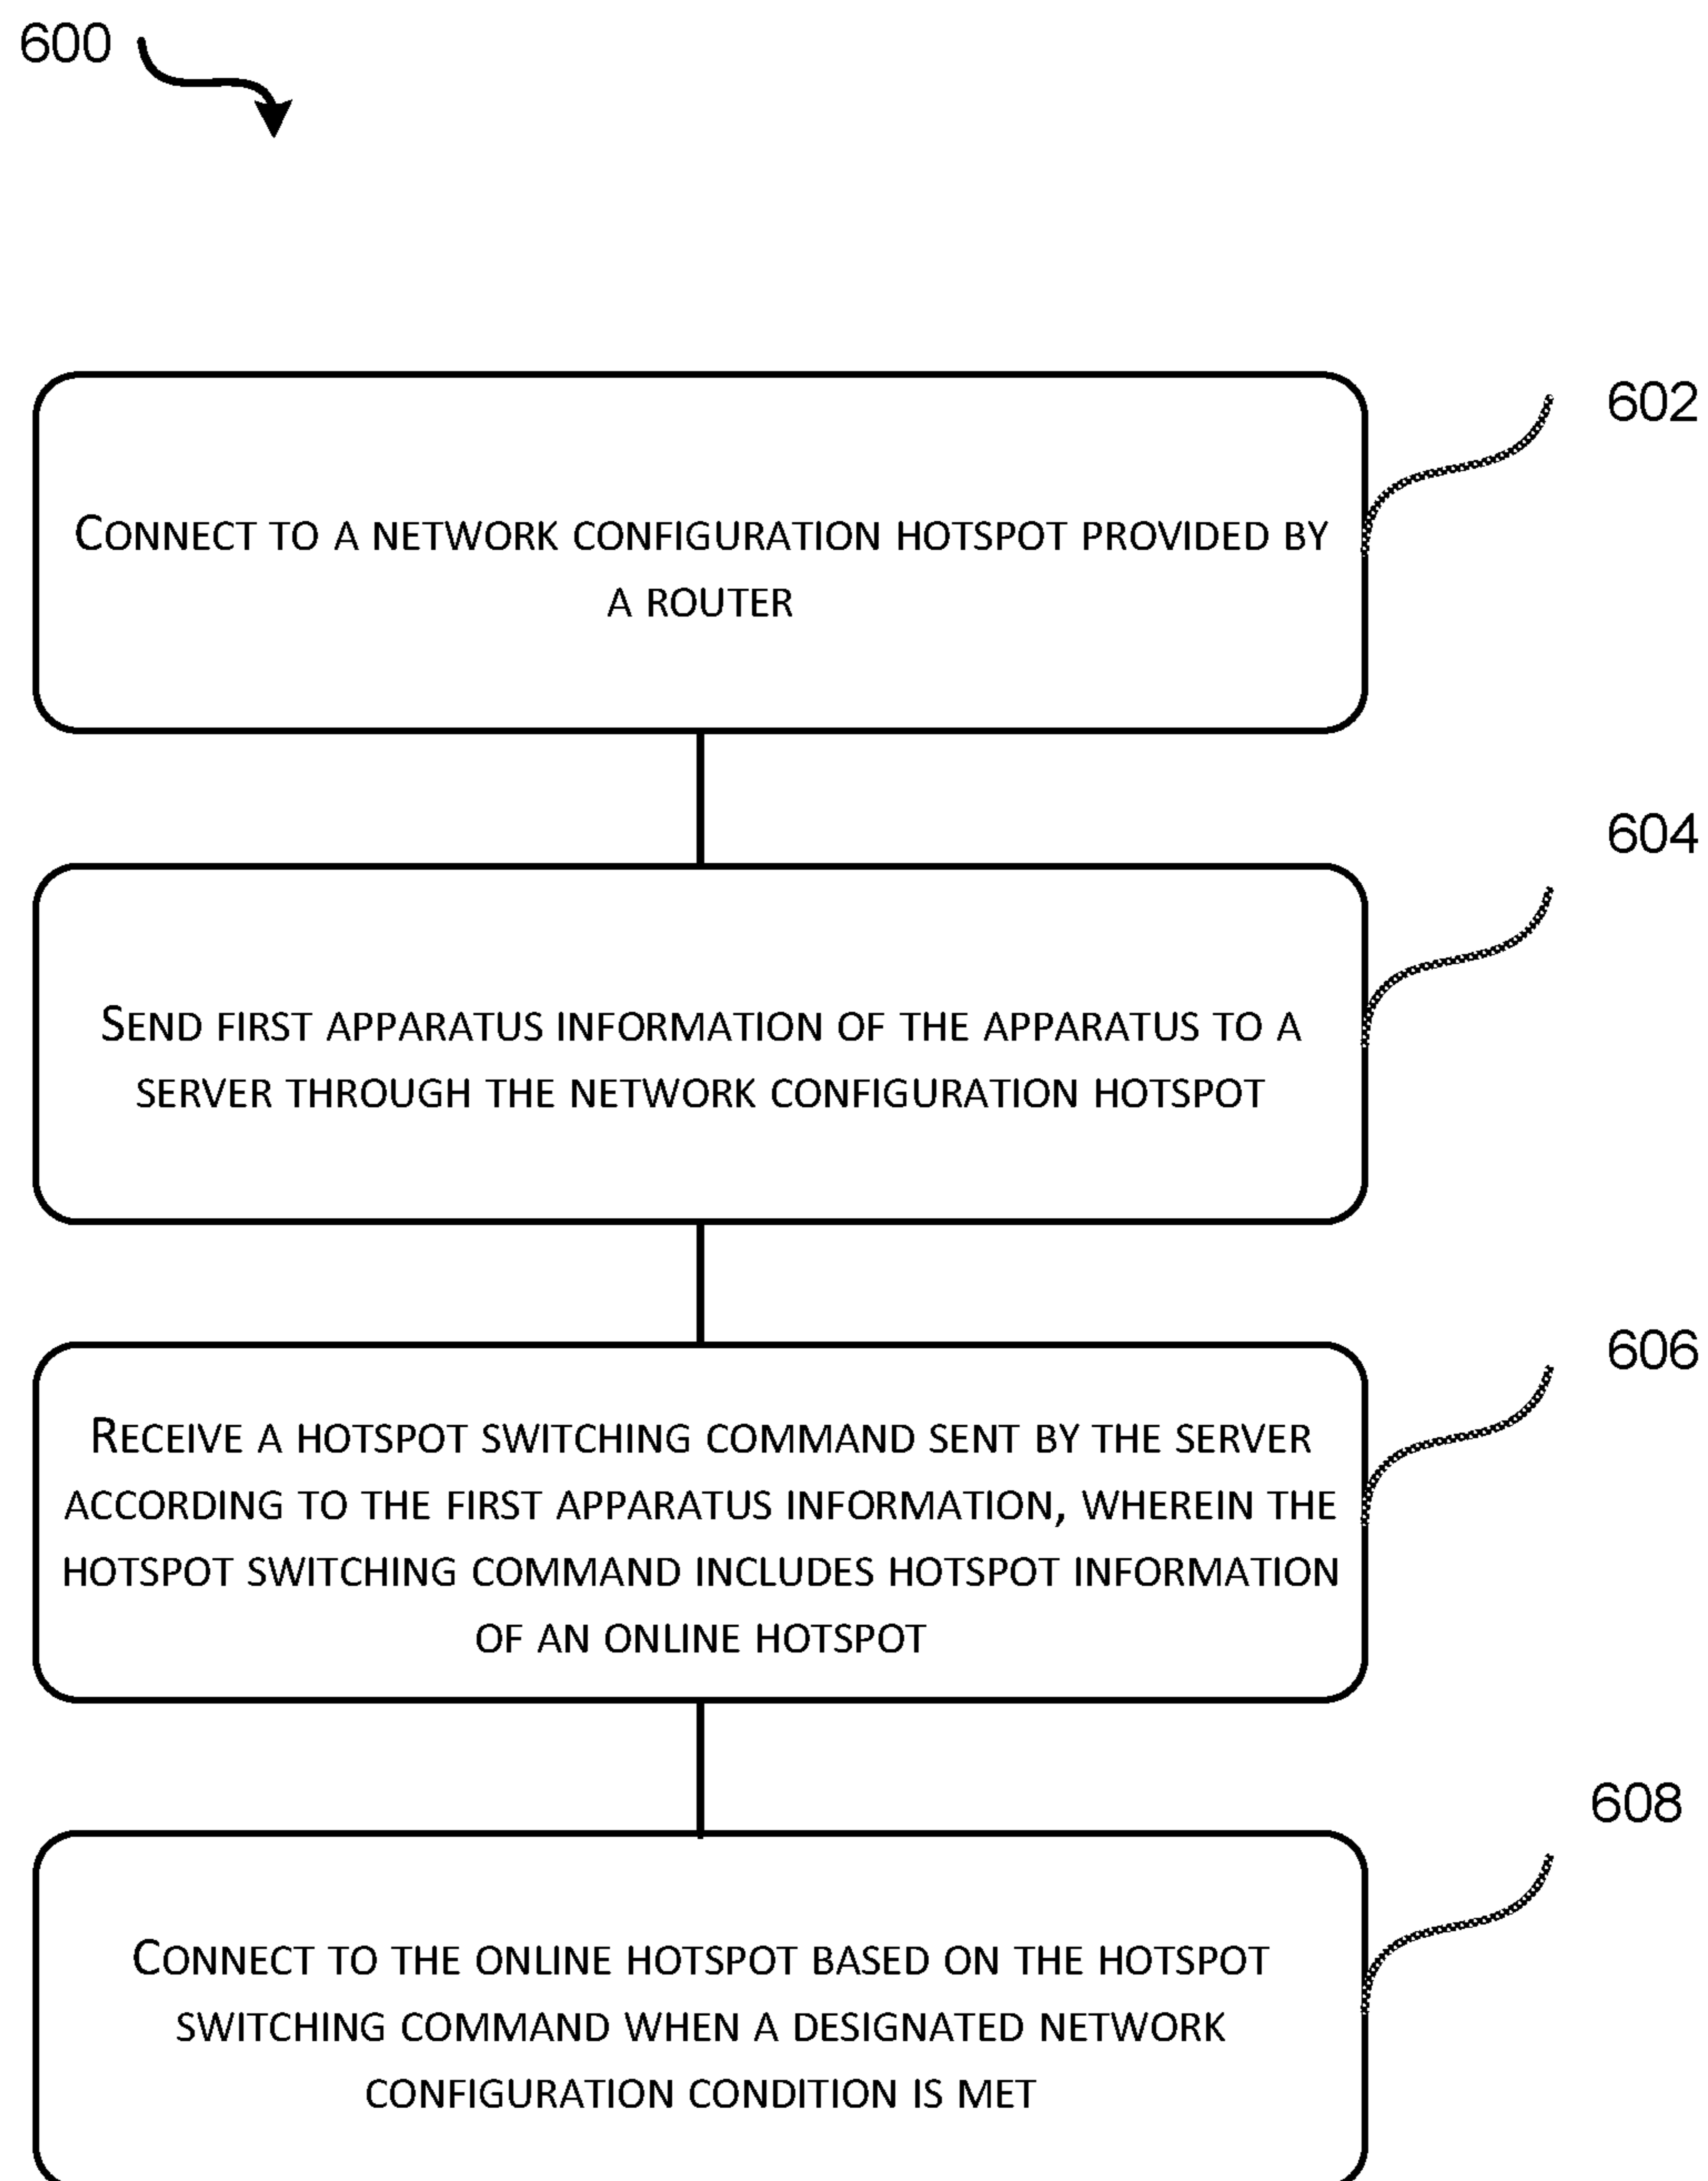 600
602
CONNECT TO A NETWORK CONFIGURATION HOTSPOT PROVIDED BY
A ROUTER
604
SEND FIRST APPARATUS INFORMATION OF THE APPARATUS TO A
SERVER THROUGH THE NETWORK CONFIGURATION HOTSPOT
606
RECEIVE A HOTSPOT SWITCHING COMMAND SENT BY THE SERVER
ACCORDING TO THE FIRST APPARATUS INFORMATION, WHEREIN THE
HOTSPOT SWITCHING COMMAND INCLUDES HOTSPOT INFORMATION
OF AN ONLINE HOTSPOT
608
CONNECT TO THE ONLINE HOTSPOT BASED ON THE HOTSPOT
SWITCHING COMMAND WHEN A DESIGNATED NETWORK
CONFIGURATION CONDITION IS MET